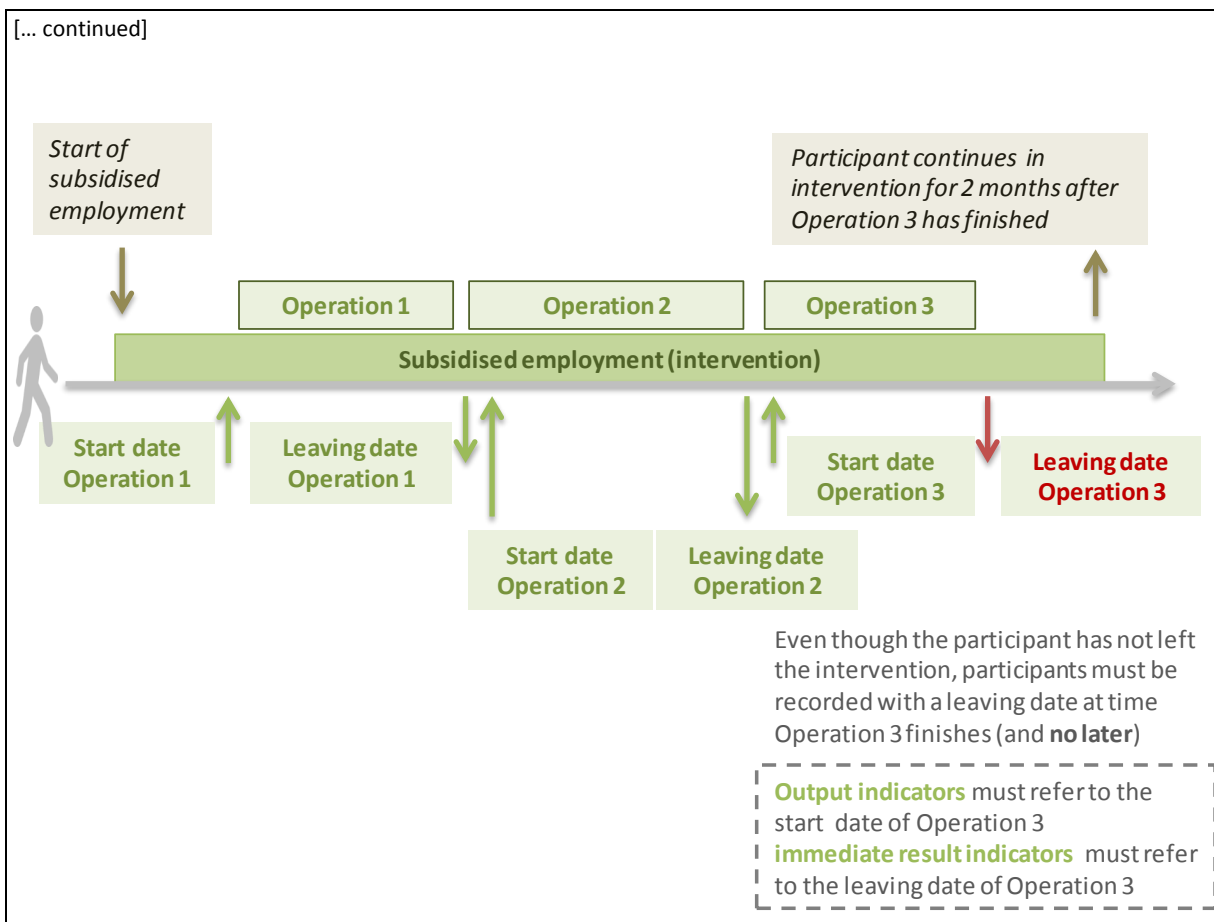 [... continued]
Start of
subsidised
employment
Participant continues in
intervention for 2 months after
Operation 3 has finished
Operation 1
Operation 2
Operation 3
Subsidised employment (intervention)
Start date
Operation 1
Leaving date
Operation 1
Start date
Operation 3
Leaving date
Operation 3
Start date
Operation 2
Leaving date
Operation 2
Even though the participant has not left
the intervention, participants must be
recorded with a leaving date at time
Operation 3 finishes (and no later)
Output indicators must refer to the
start date of Operation 3
immediate result indicators must refer
to the leaving date of Operation 3